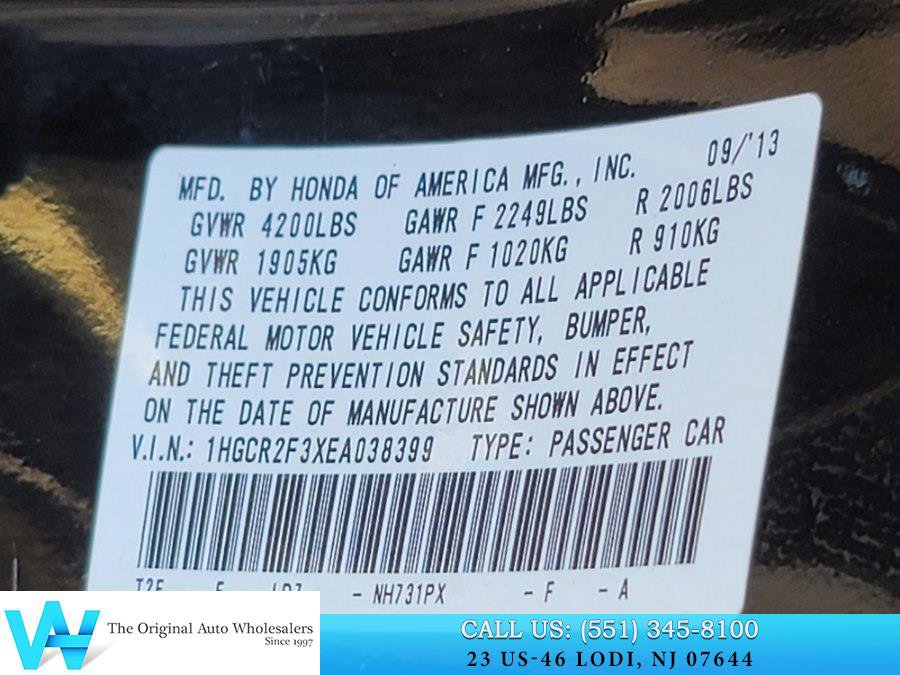 MFD. BY HONDA OF AMERICA MFG., INC. 09/'13
GVWR 4200LBS GAWR F 2249LBS R 2006LBS
GVWR 1905KG GAWR F 1020KG R 910KG
THIS VEHICLE CONFORMS TO ALL APPLICABLE
FEDERAL MOTOR VEHICLE SAFETY, BUMPER,
AND THEFT PREVENTION STANDARDS IN EFFECT
ON THE DATE OF MANUFACTURE SHOWN ABOVE.
V.I.N.: 1HGCR2F3XEA038399 TYPE: PASSENGER CAR
- NH731PX - F - A
The Original Auto Wholesalers
Since 1997
CALL US: (551) 345-8100
23 US-46 LODI, NJ 07644